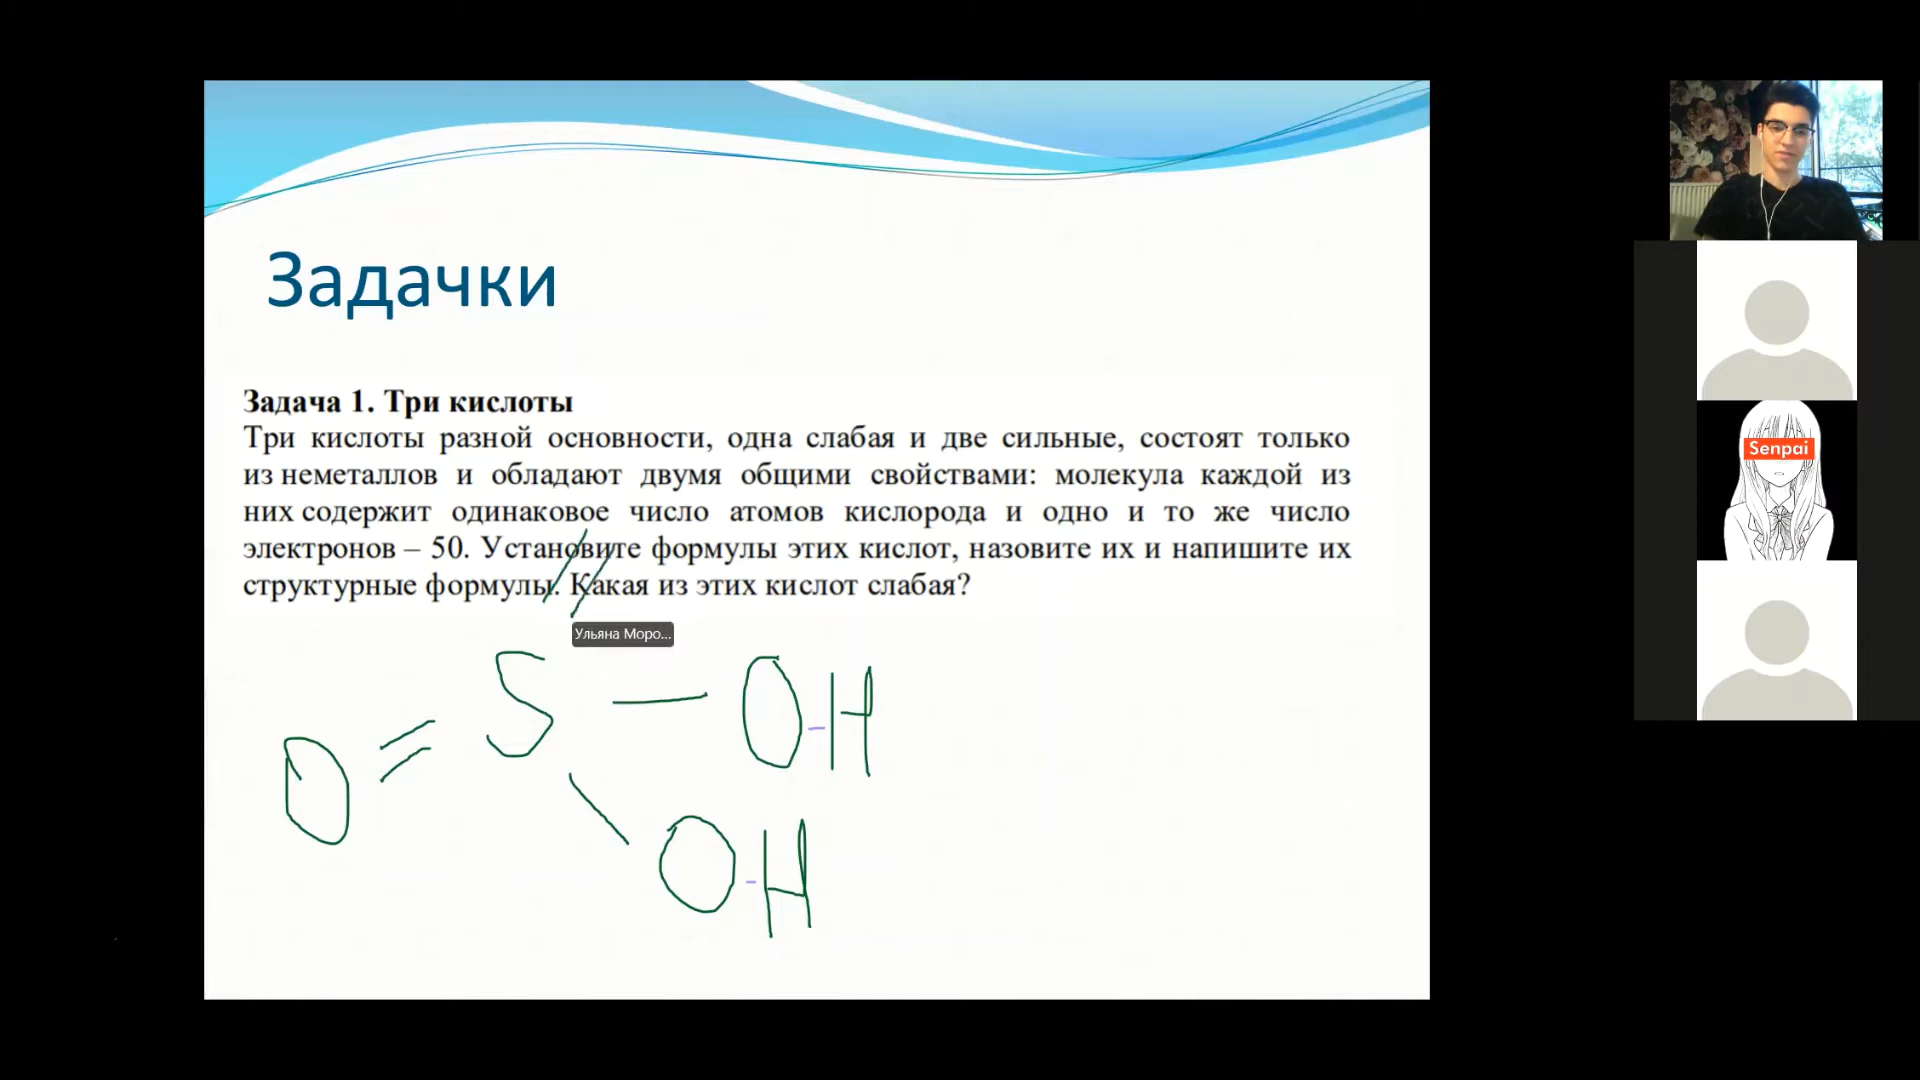 Задачки
Задача 1. Три кислоты
Три кислоты разной основности, одна слабая и две сильные, состоят только
из неметаллов и обладают двумя общими свойствами: молекула каждой из
них содержит одинаковое число атомов кислорода и одно и то же число
электронов – 50. Установите формулы этих кислот, назовите их и напишите их
структурные формулы. Какая из этих кислот слабая?
Ульяна Моро...
O = S — O-H
O-H
Senpai